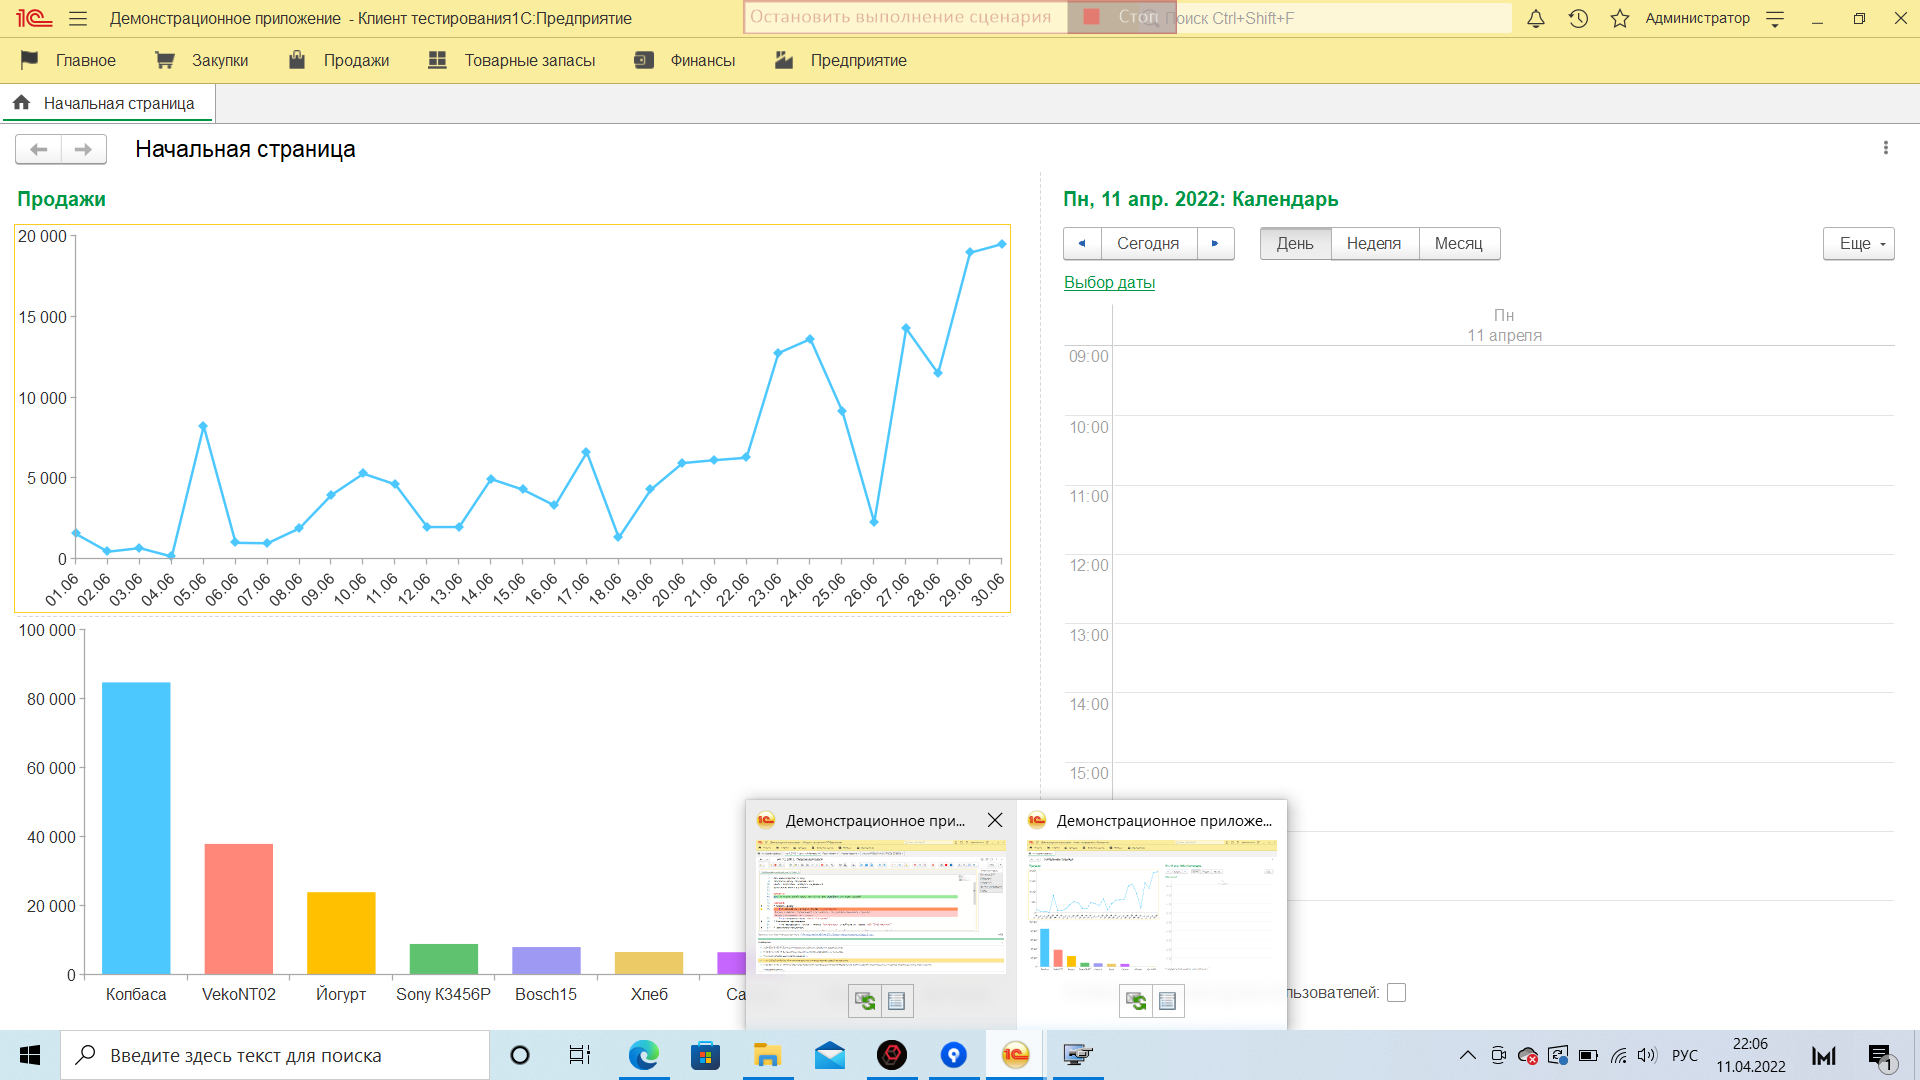 Демонстрационное приложение - Клиент тестирования1С:Предприятие
Остановить выполнение сценария
Стоп
Поиск Ctrl+Shift+F
Администратор
Главное
Закупки
Продажи
Товарные запасы
Финансы
Предприятие
Начальная страница
Начальная страница
Продажи
20 000
15 000
10 000
5 000
0
01.06 02.06 03.06 04.06 05.06 06.06 07.06 08.06 09.06 10.06 11.06 12.06 13.06 14.06 15.06 16.06 17.06 18.06 19.06 20.06 21.06 22.06 23.06 24.06 25.06 26.06 27.06 28.06 29.06 30.06
100 000
80 000
60 000
40 000
20 000
0
Колбаса VekoNT02 Йогурт Sony К3456P Bosch15 Хлеб
Пн, 11 апр. 2022: Календарь
Сегодня
День Неделя Месяц
Еще
Выбор даты
Пн
11 апреля
09:00
10:00
11:00
12:00
13:00
14:00
15:00
Демонстрационное при...
Демонстрационное приложе...
льзователей:
Введите здесь текст для поиска
РУС
22:06
11.04.2022
1